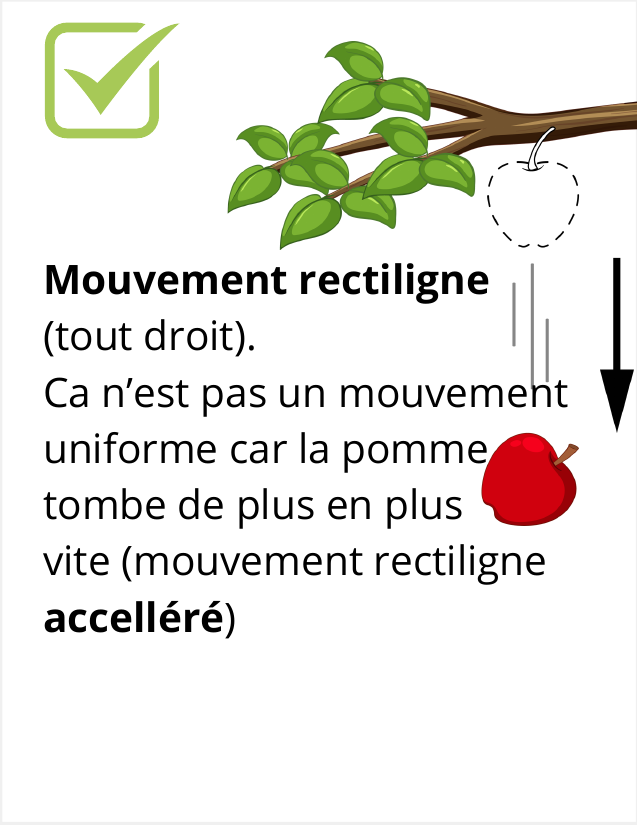 Mouvement rectiligne
(tout droit).
Ca n’est pas un mouvement
uniforme car la pomme
tombe de plus en plus
vite (mouvement rectiligne
accelléré)